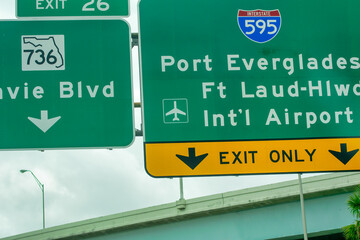 EXIT 26
736
avie Blvd
INTERSTATE
595
Port Everglades
Ft Laud-Hlwd
Int'l Airport
EXIT ONLY